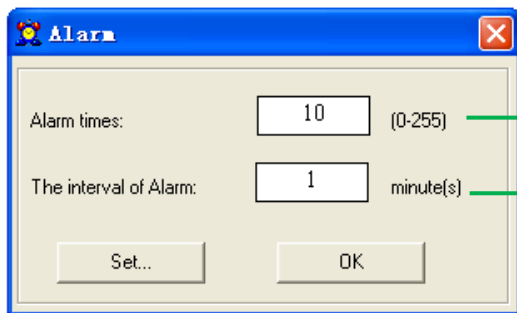 Alarm
Alarm times: 10 (0-255)
The interval of Alarm: 1 minute(s)
Set... OK